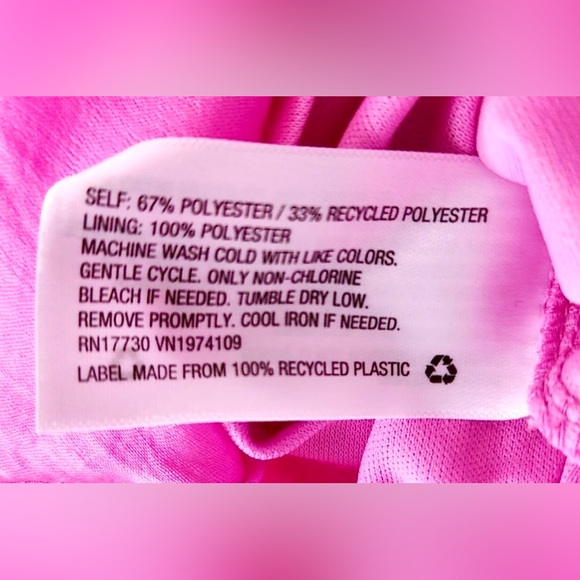 SELF: 67% POLYESTER / 33% RECYCLED POLYESTER
LINING: 100% POLYESTER
MACHINE WASH COLD WITH LIKE COLORS.
GENTLE CYCLE. ONLY NON-CHLORINE
BLEACH IF NEEDED. TUMBLE DRY LOW.
REMOVE PROMPTLY. COOL IRON IF NEEDED.
RN17730 VN1974109
LABEL MADE FROM 100% RECYCLED PLASTIC